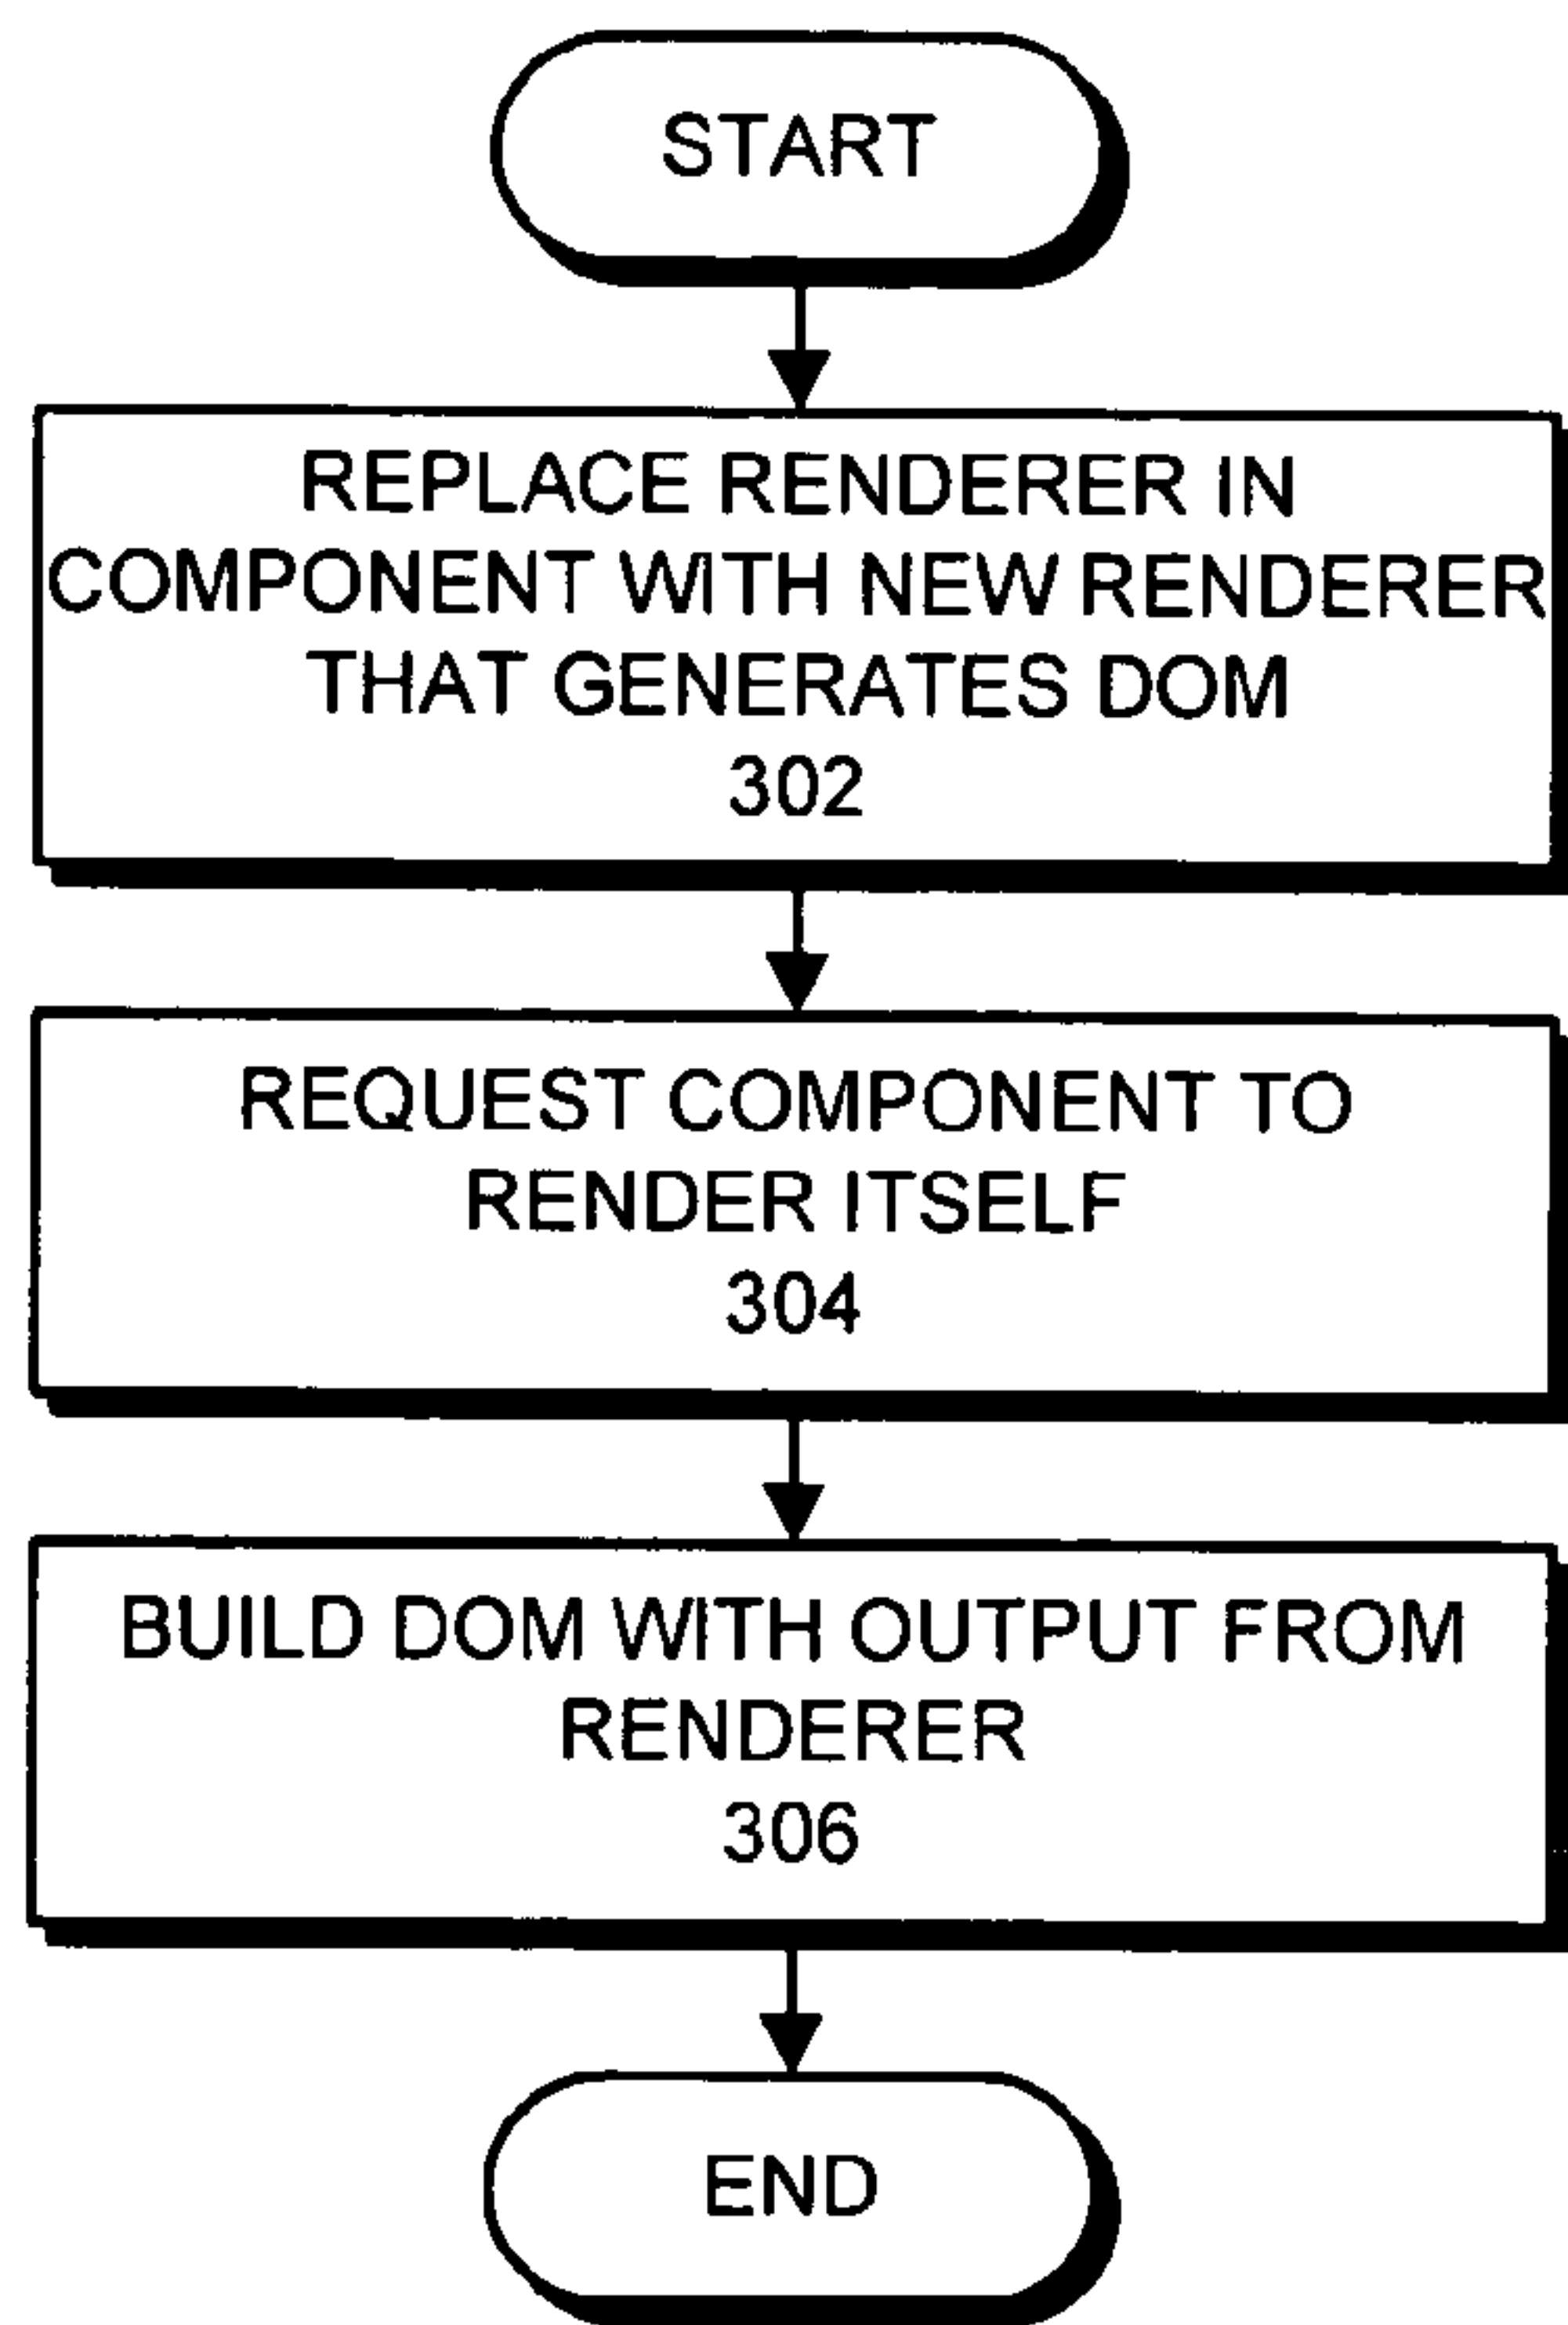 START
REPLACE RENDERER IN
COMPONENT WITH NEW RENDERER
THAT GENERATES DOM
302
REQUEST COMPONENT TO
RENDER ITSELF
304
BUILD DOM WITH OUTPUT FROM
RENDERER
306
END